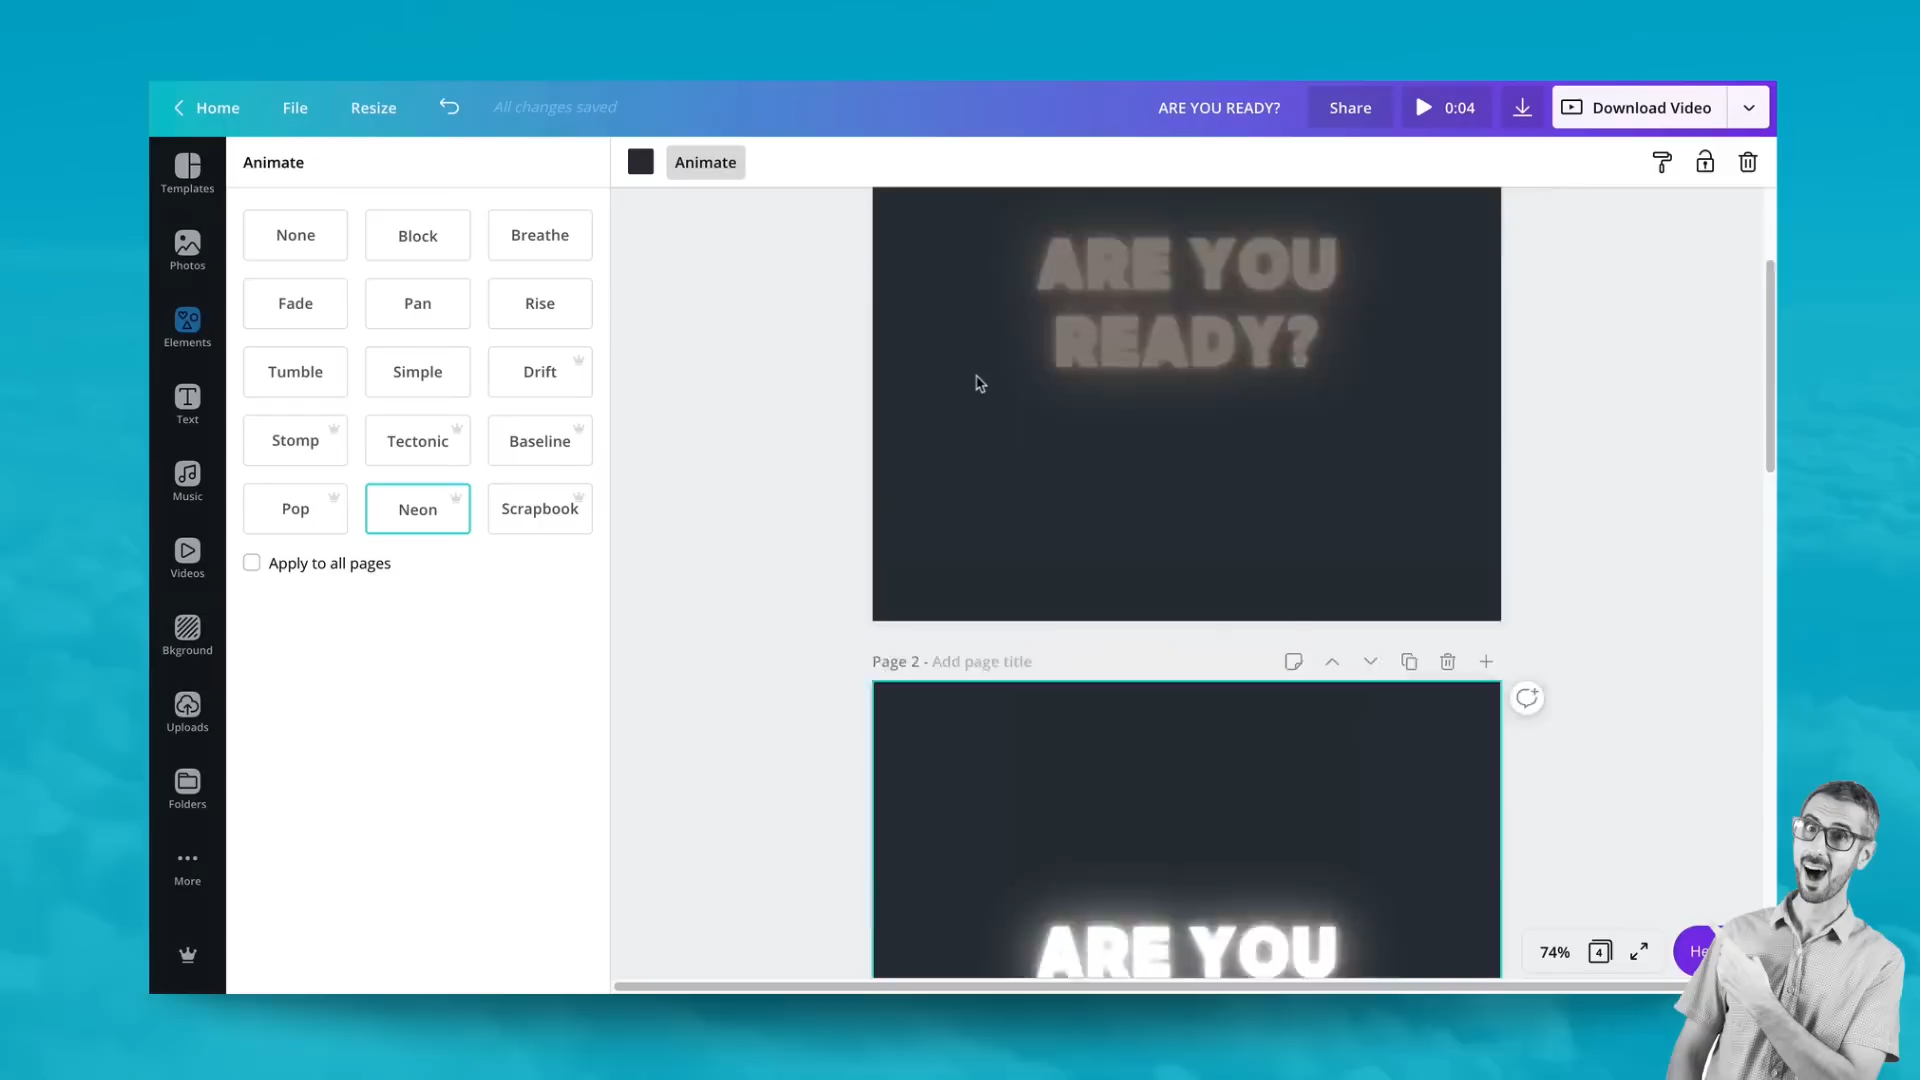 Home
File
Resize
All changes saved
ARE YOU READY?
Share
0:04
Download Video
Templates
Photos
Elements
Text
Music
Videos
Bkground
Uploads
Folders
More
Animate
None
Block
Breathe
Fade
Pan
Rise
Tumble
Simple
Drift
Stomp
Tectonic
Baseline
Pop
Neon
Scrapbook
Apply to all pages
Animate
ARE YOU
READY?
Page 2 - Add page title
ARE YOU
74%
4